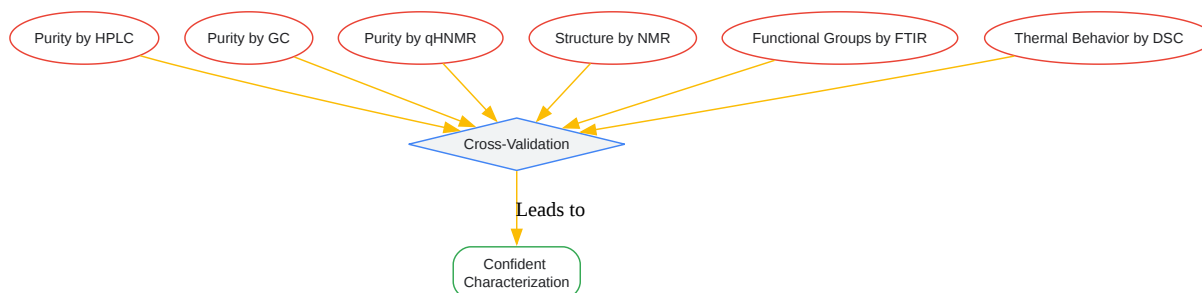 Purity by HPLC
Purity by GC
Purity by qHNMR
Structure by NMR
Functional Groups by FTIR
Thermal Behavior by DSC
Cross-Validation
Leads to
Confident
Characterization